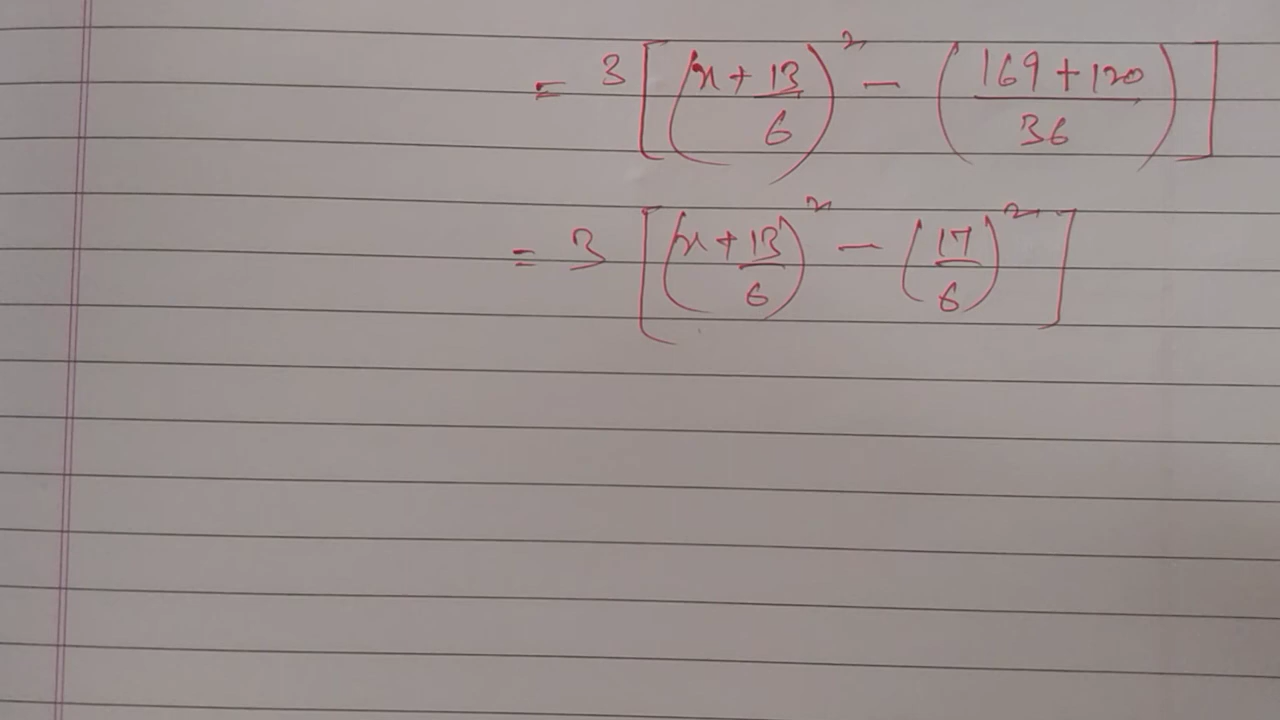 = 3 [(x + 13/6)² - (169 + 120/36)]
= 3 [(x + 13/6)² - (17/6)²]